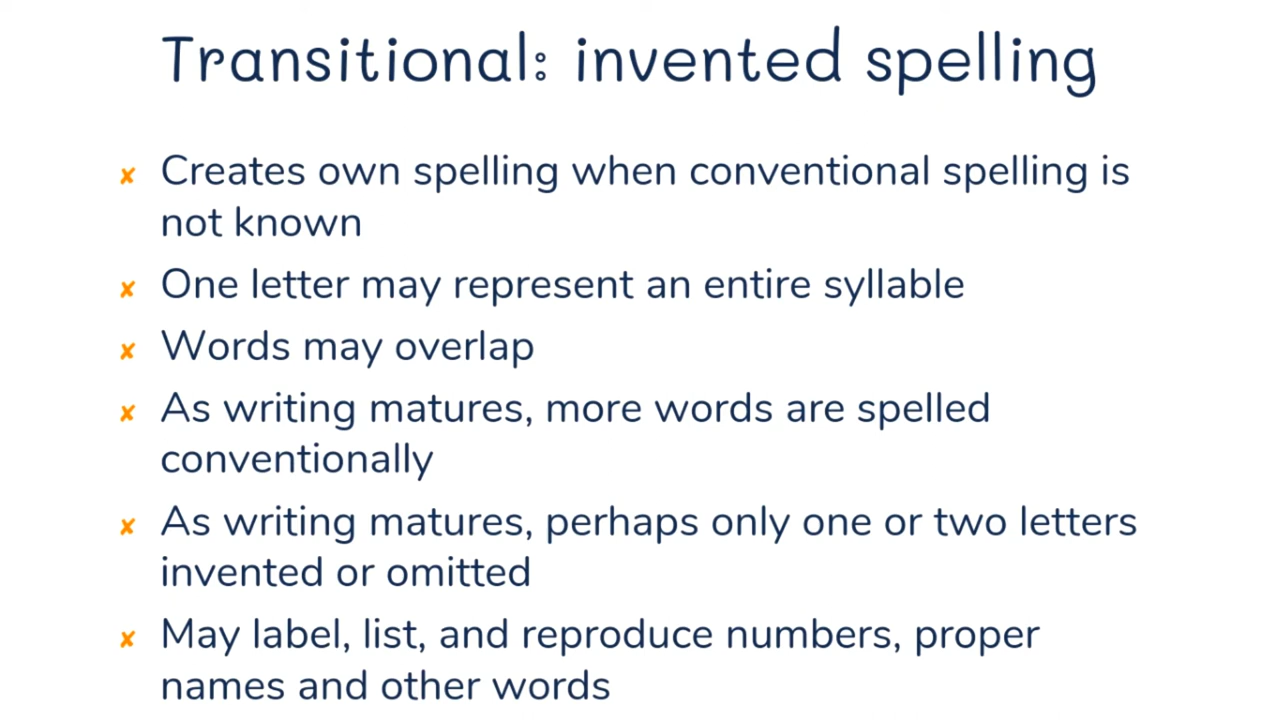 Transitional: invented spelling
✘ Creates own spelling when conventional spelling is
not known
✘ One letter may represent an entire syllable
✘ Words may overlap
✘ As writing matures, more words are spelled
conventionally
✘ As writing matures, perhaps only one or two letters
invented or omitted
✘ May label, list, and reproduce numbers, proper
names and other words